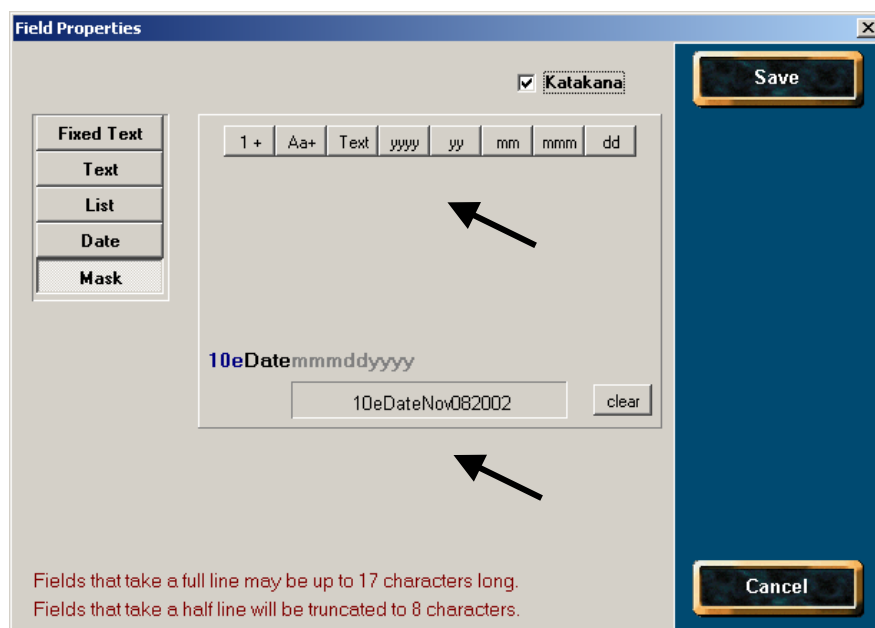 Field Properties
Katakana
Save
Fixed Text
Text
List
Date
Mask
1 + Aa+ Text yyyy yy mm mmm dd
10eDatemmmddyyyy
10eDateNov082002 clear
Fields that take a full line may be up to 17 characters long.
Fields that take a half line will be truncated to 8 characters.
Cancel